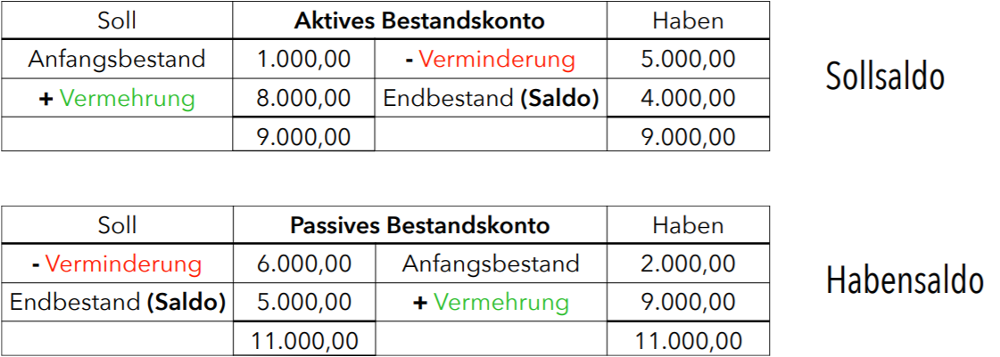 Soll Aktives Bestandskonto Haben
Anfangsbestand 1.000,00 - Verminderung 5.000,00
+ Vermehrung 8.000,00 Endbestand (Saldo) 4.000,00
9.000,00 9.000,00
Sollsaldo
Soll Passives Bestandskonto Haben
- Verminderung 6.000,00 Anfangsbestand 2.000,00
Endbestand (Saldo) 5.000,00 + Vermehrung 9.000,00
11.000,00 11.000,00
Habensaldo